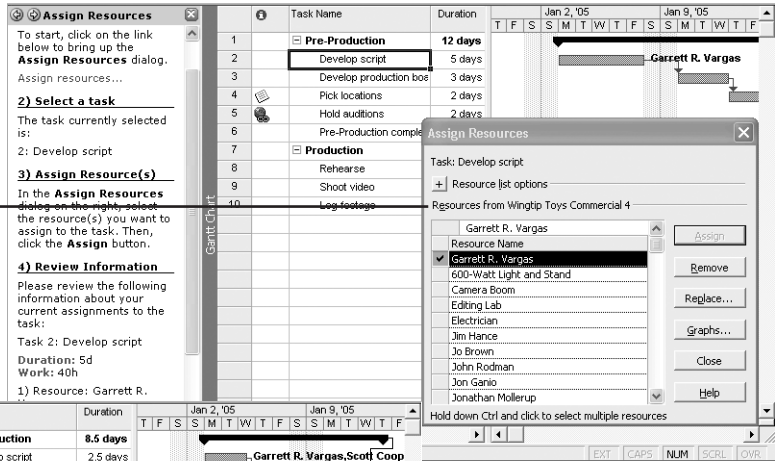 Assign Resources
To start, click on the link
below to bring up the
Assign Resources dialog.
Assign resources...
2) Select a task
The task currently selected
is:
2: Develop script
3) Assign Resource(s)
In the Assign Resources
dialog on the right, select
the resource(s) you want to
assign to the task. Then,
click the Assign button.
4) Review Information
Please review the following
information about your
current assignments to the
task:
Task 2: Develop script
Duration: 5d
Work: 40h
1) Resource: Garrett R.
Gantt Chart
Task Name Duration
1 Pre-Production 12 days
2 Develop script 5 days
3 Develop production boa 3 days
4 Pick locations 2 days
5 Hold auditions 2 days
6 Pre-Production comple
7 Production
8 Rehearse
9 Shoot video
10 Log footage
Jan 2, '05 Jan 9, '05
T F S S M T W T F S S M T W T F
Garrett R. Vargas
Assign Resources
Task: Develop script
+ Resource list options
Resources from Wingtip Toys Commercial 4
Garrett R. Vargas
Resource Name
Garrett R. Vargas
600-Watt Light and Stand
Camera Boom
Editing Lab
Electrician
Jim Hance
Jo Brown
John Rodman
Jon Ganio
Jonathan Mollerup
Assign
Remove
Replace...
Graphs...
Close
Help
Hold down Ctrl and click to select multiple resources
EXT CAPS NUM SCRL OVR
Duration
Jan 2, '05 Jan 9, '05
T F S S M T W T F S S M T W T F
uction 8.5 days
script 2.5 days
Garrett R. Vargas,Scott Coop